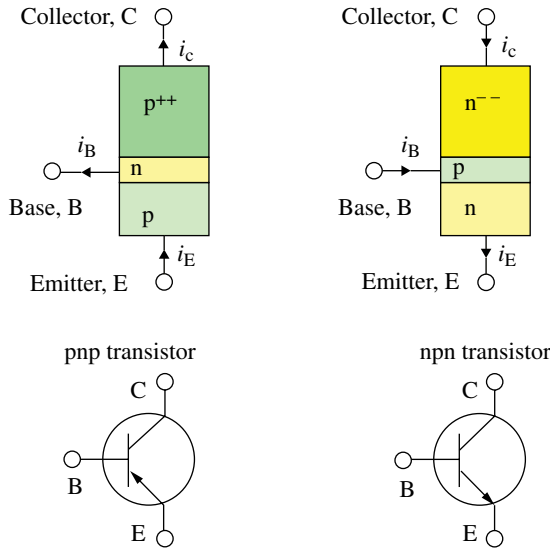 Collector, C
i_c
p⁺⁺
i_B
n
Base, B
p
i_E
Emitter, E
Collector, C
i_c
n⁻⁻
i_B
p
Base, B
n
i_E
Emitter, E
pnp transistor
C
B
E
npn transistor
C
B
E